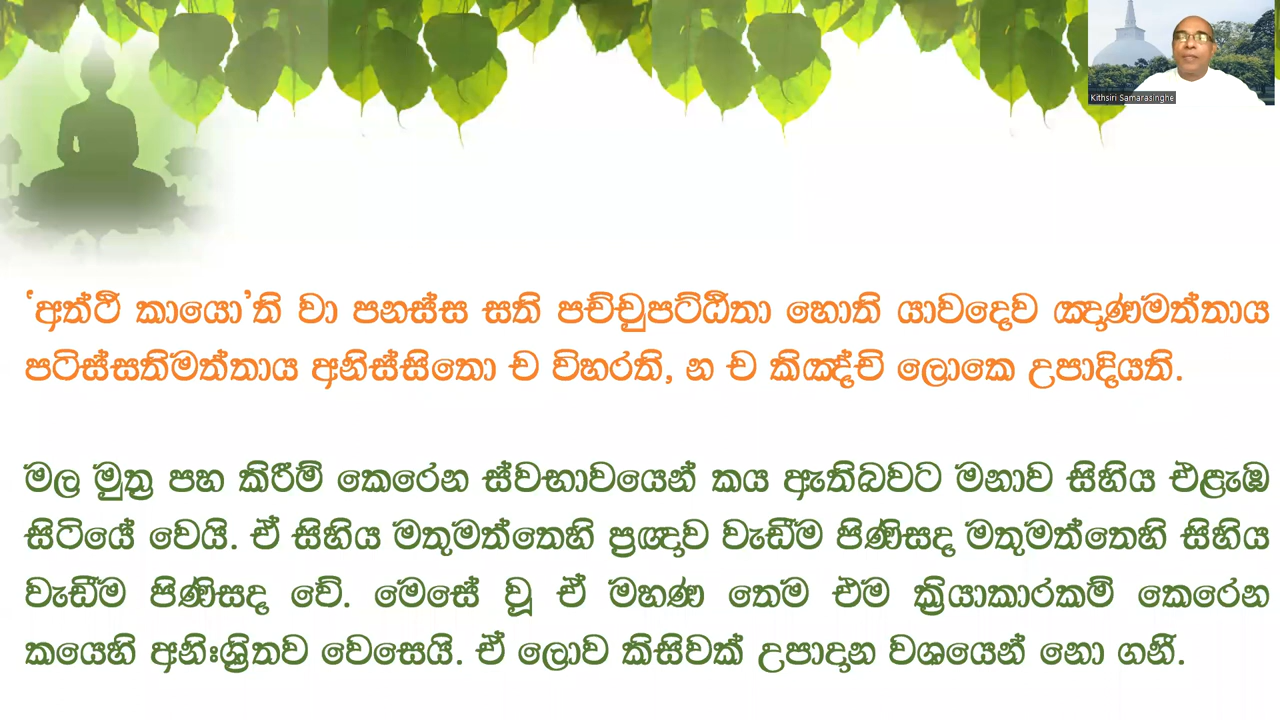 Kithsiri Samarasinghe
‘අත්ථි කායො’ති වා පනස්ස සති පච්චුපට්ඨිතා හොති යාවදෙව ඤාණමත්තාය
පටිස්සතිමත්තාය අනිස්සිතො ච විහරති, න ච කිඤ්චි ලොකෙ උපාදියති.
මල මුත්‍ර පහ කිරීම් කෙරෙන ස්වභාවයෙන් කය ඇතිබවට මනාව සිහිය එළැඹ
සිටියේ වෙයි. ඒ සිහිය මතුමත්තෙහි ප්‍රඥාව වැඩීම පිණිසද මතුමත්තෙහි සිහිය
වැඩීම පිණිසද වේ. මෙසේ වූ ඒ මහණ තෙම එම ක්‍රියාකාරකම් කෙරෙන
කයෙහි අනිඃශ්‍රිතව වෙසෙයි. ඒ ලොව කිසිවක් උපාදාන වශයෙන් නො ගනී.